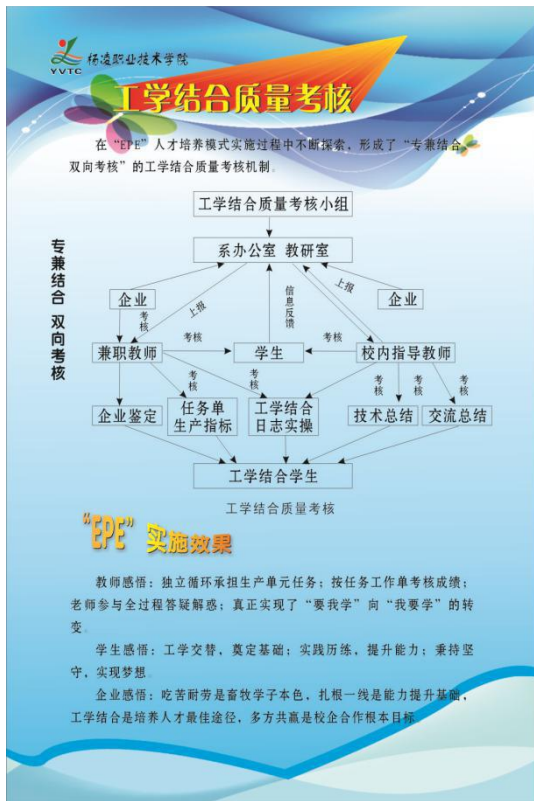 杨凌职业技术学院
YVTC
工学结合质量考核
在“EPE”人才培养模式实施过程中不断探索，形成了“专兼结合，
双向考核”的工学结合质量考核机制。
专兼结合 双向考核
工学结合质量考核小组
系办公室 教研室
企业
上报
信息反馈
上报
企业
考核
兼职教师
考核
学生
考核
校内指导教师
考核
考核
考核
考核
考核
企业鉴定
任务单
生产指标
工学结合
日志实操
技术总结
交流总结
工学结合学生
工学结合质量考核
“EPE”实施效果
教师感悟：独立循环承担生产单元任务；按任务工作单考核成绩；
老师参与全过程答疑解惑；真正实现了“要我学”向“我要学”的转
变。
学生感悟：工学交替，奠定基础；实践历练，提升能力；秉持坚
守，实现梦想。
企业感悟：吃苦耐劳是畜牧学子本色，扎根一线是能力提升基础，
工学结合是培养人才最佳途径，多方共赢是校企合作根本目标